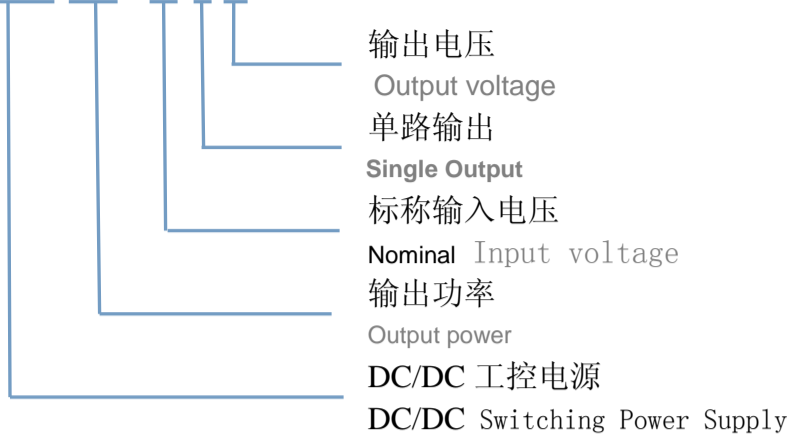 输出电压
Output voltage
单路输出
Single Output
标称输入电压
Nominal Input voltage
输出功率
Output power
DC/DC 工控电源
DC/DC Switching Power Supply